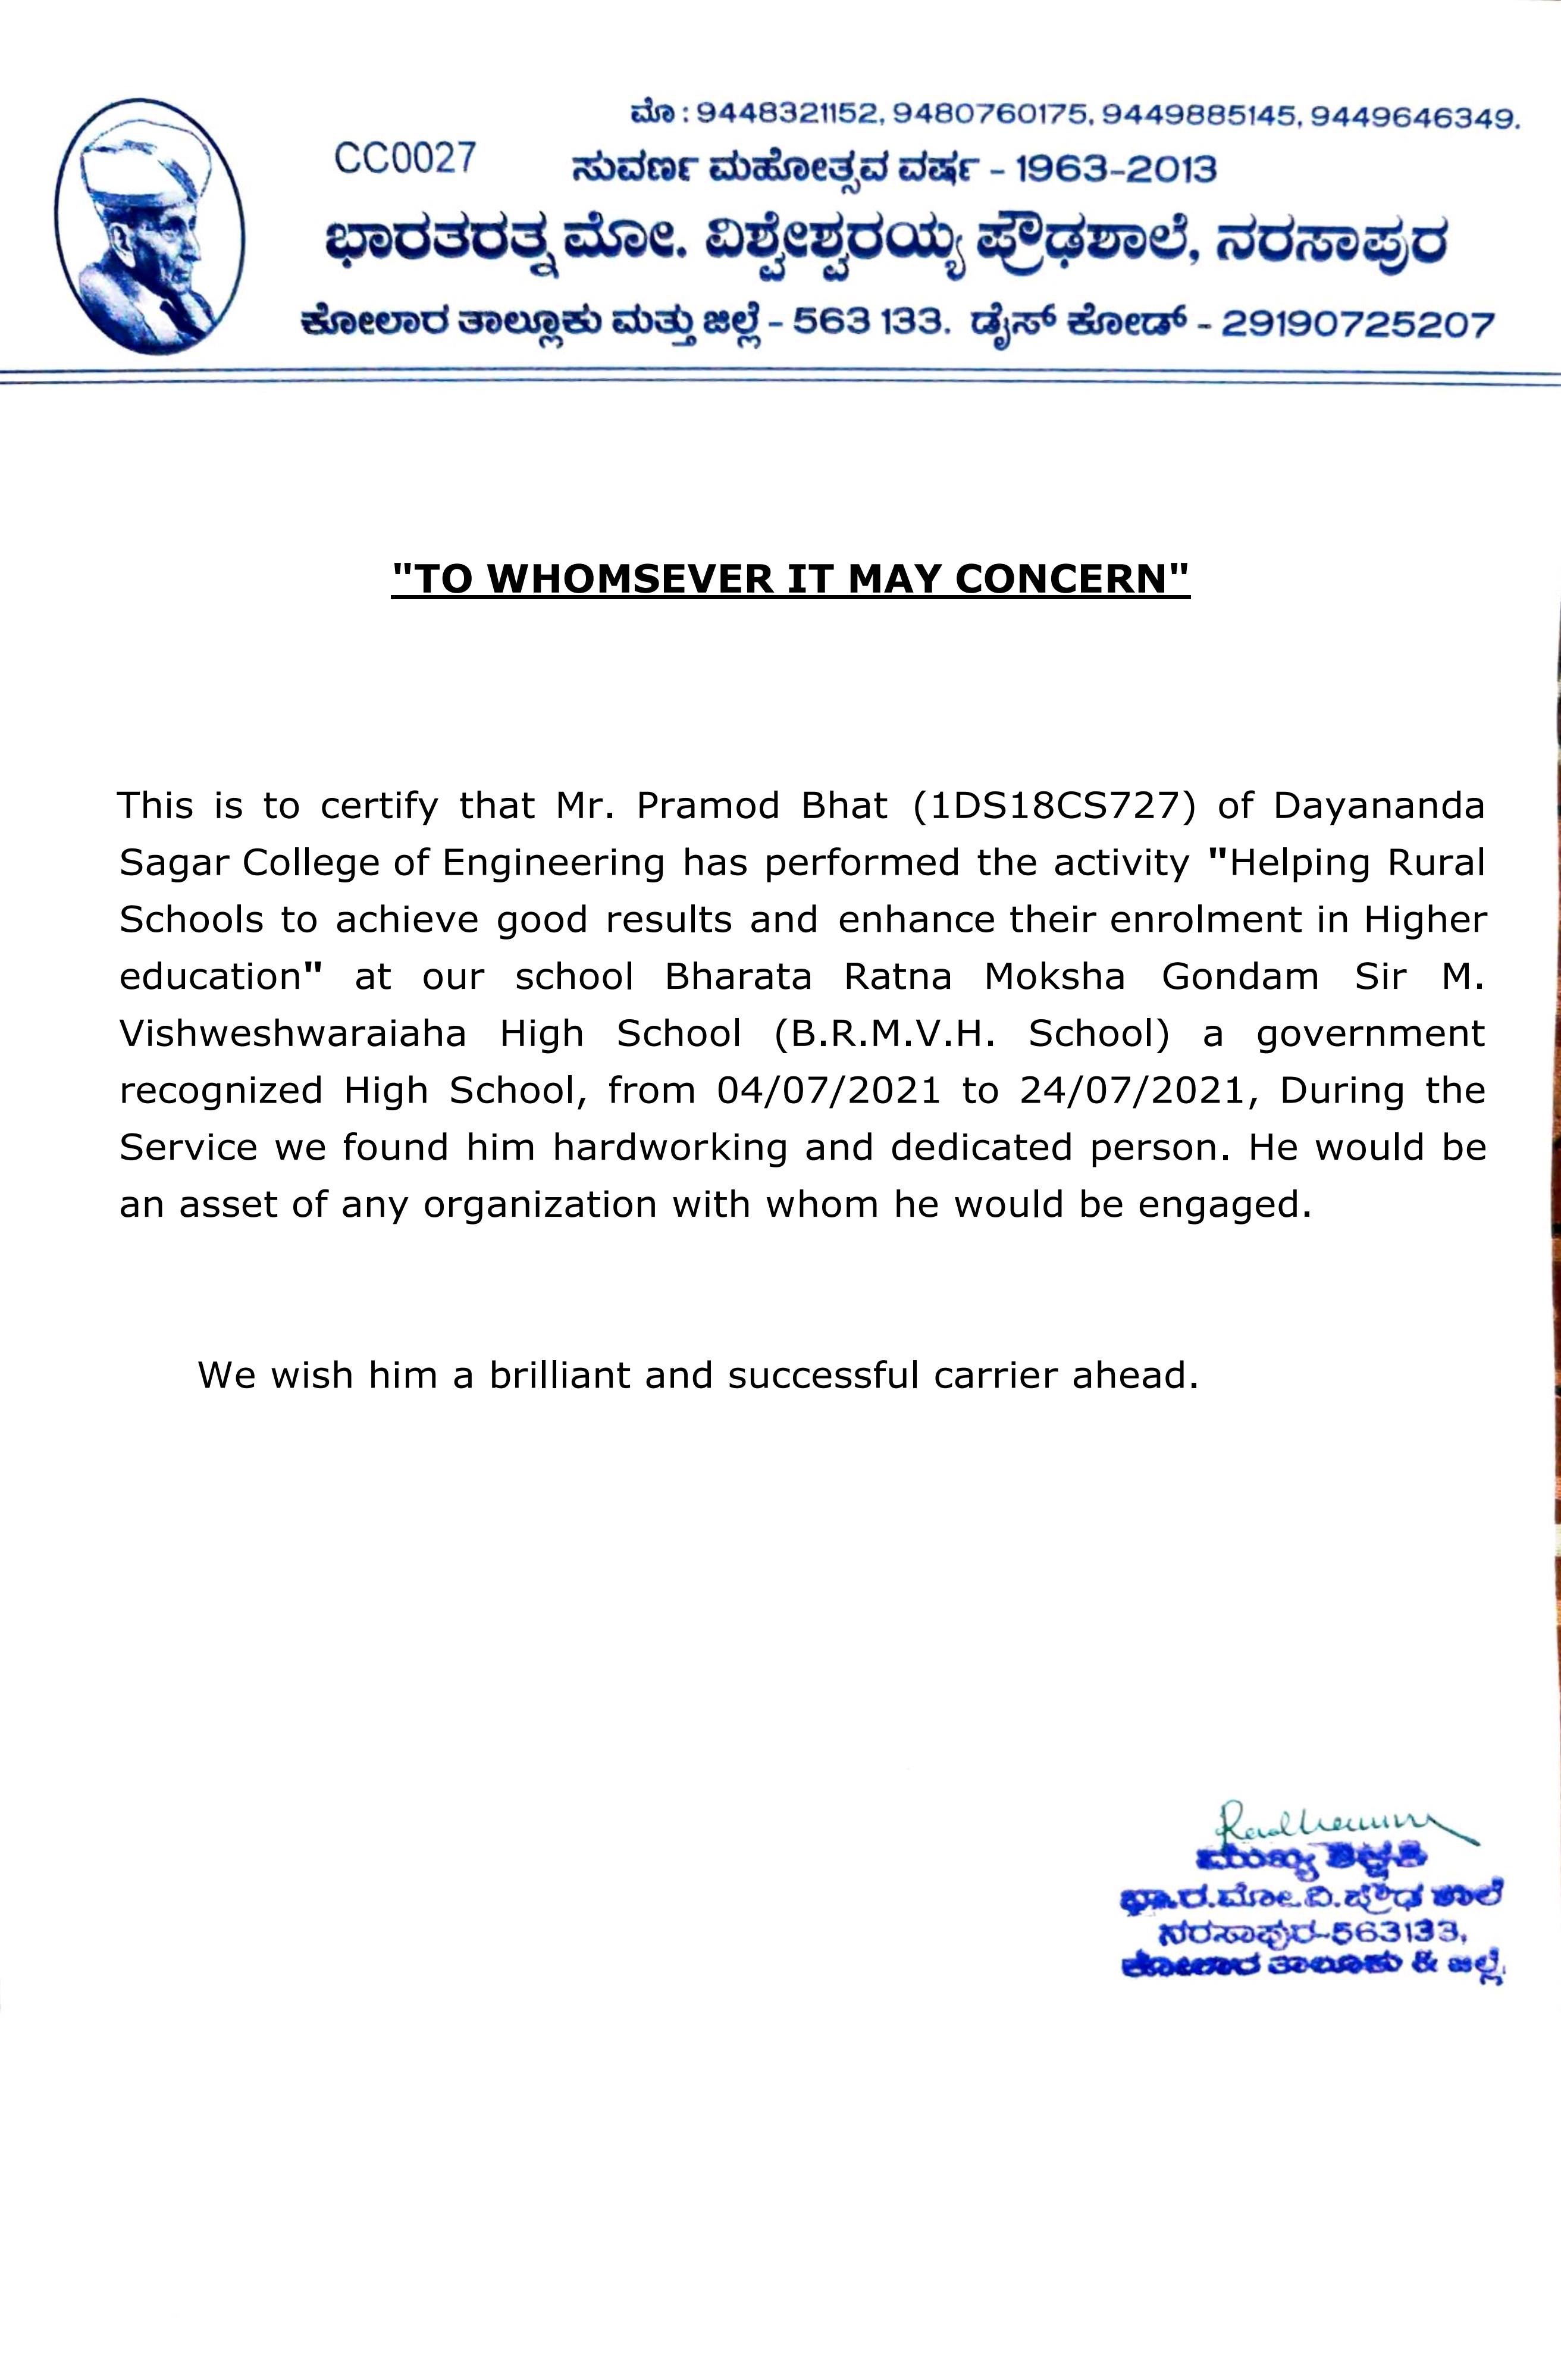 ಮೊ : 9448321152, 9480760175, 9449885145, 9449646349.
CC0027
ಸುವರ್ಣ ಮಹೋತ್ಸವ ವರ್ಷ - 1963-2013
ಭಾರತರತ್ನ ಮೋ. ವಿಶ್ವೇಶ್ವರಯ್ಯ ಪ್ರೌಢಶಾಲೆ, ನರಸಾಪುರ
ಕೋಲಾರ ತಾಲ್ಲೂಕು ಮತ್ತು ಜಿಲ್ಲೆ - 563 133. ಡೈಸ್ ಕೋಡ್ - 29190725207
"TO WHOMSEVER IT MAY CONCERN"
This is to certify that Mr. Pramod Bhat (1DS18CS727) of Dayananda
Sagar College of Engineering has performed the activity "Helping Rural
Schools to achieve good results and enhance their enrolment in Higher
education" at our school Bharata Ratna Moksha Gondam Sir M.
Vishweshwaraiaha High School (B.R.M.V.H. School) a government
recognized High School, from 04/07/2021 to 24/07/2021, During the
Service we found him hardworking and dedicated person. He would be
an asset of any organization with whom he would be engaged.
We wish him a brilliant and successful carrier ahead.
ಮುಖ್ಯ
ಭಾ.ರ.ಮೋ.ವಿ.ಪ್ರೌಢ ಶಾಲೆ
ನರಸಾಪುರ-563133,
ಕೋಲಾರ ತಾಲೂಕು & ಜಿಲ್ಲೆ.